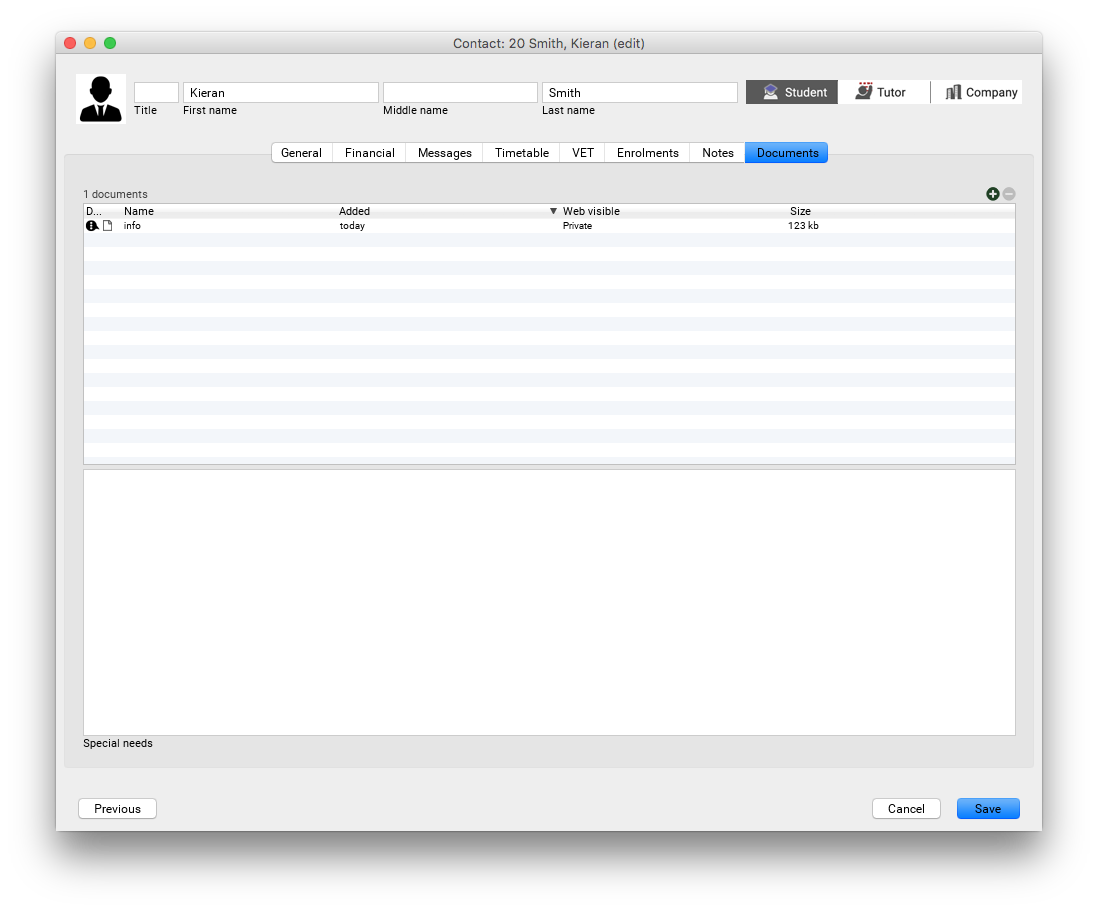 Contact: 20 Smith, Kieran (edit)
Kieran Smith Student Tutor Company
Title First name Middle name Last name
General Financial Messages Timetable VET Enrolments Notes Documents
1 documents
D... Name Added Web visible Size
info today Private 123 kb
Special needs
Previous Cancel Save